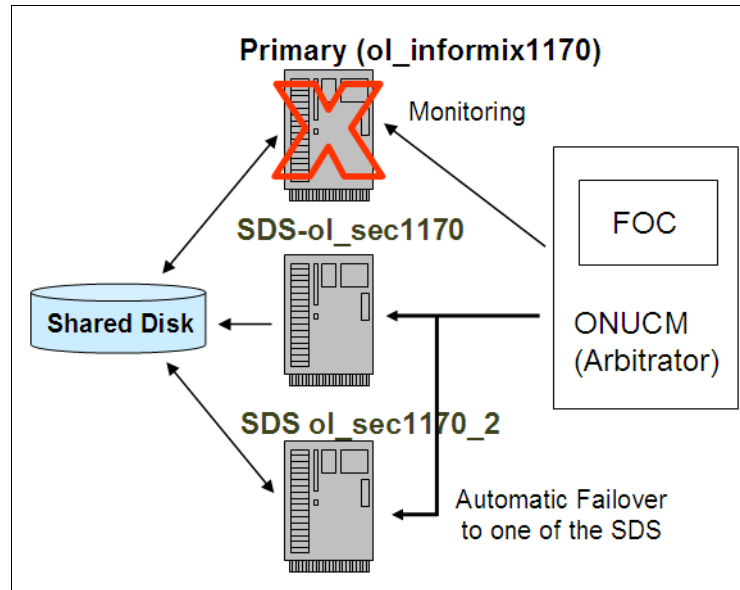 Primary (ol_informix1170)
Monitoring
FOC
SDS-ol_sec1170
Shared Disk
ONUCM
(Arbitrator)
SDS ol_sec1170_2
Automatic Failover
to one of the SDS